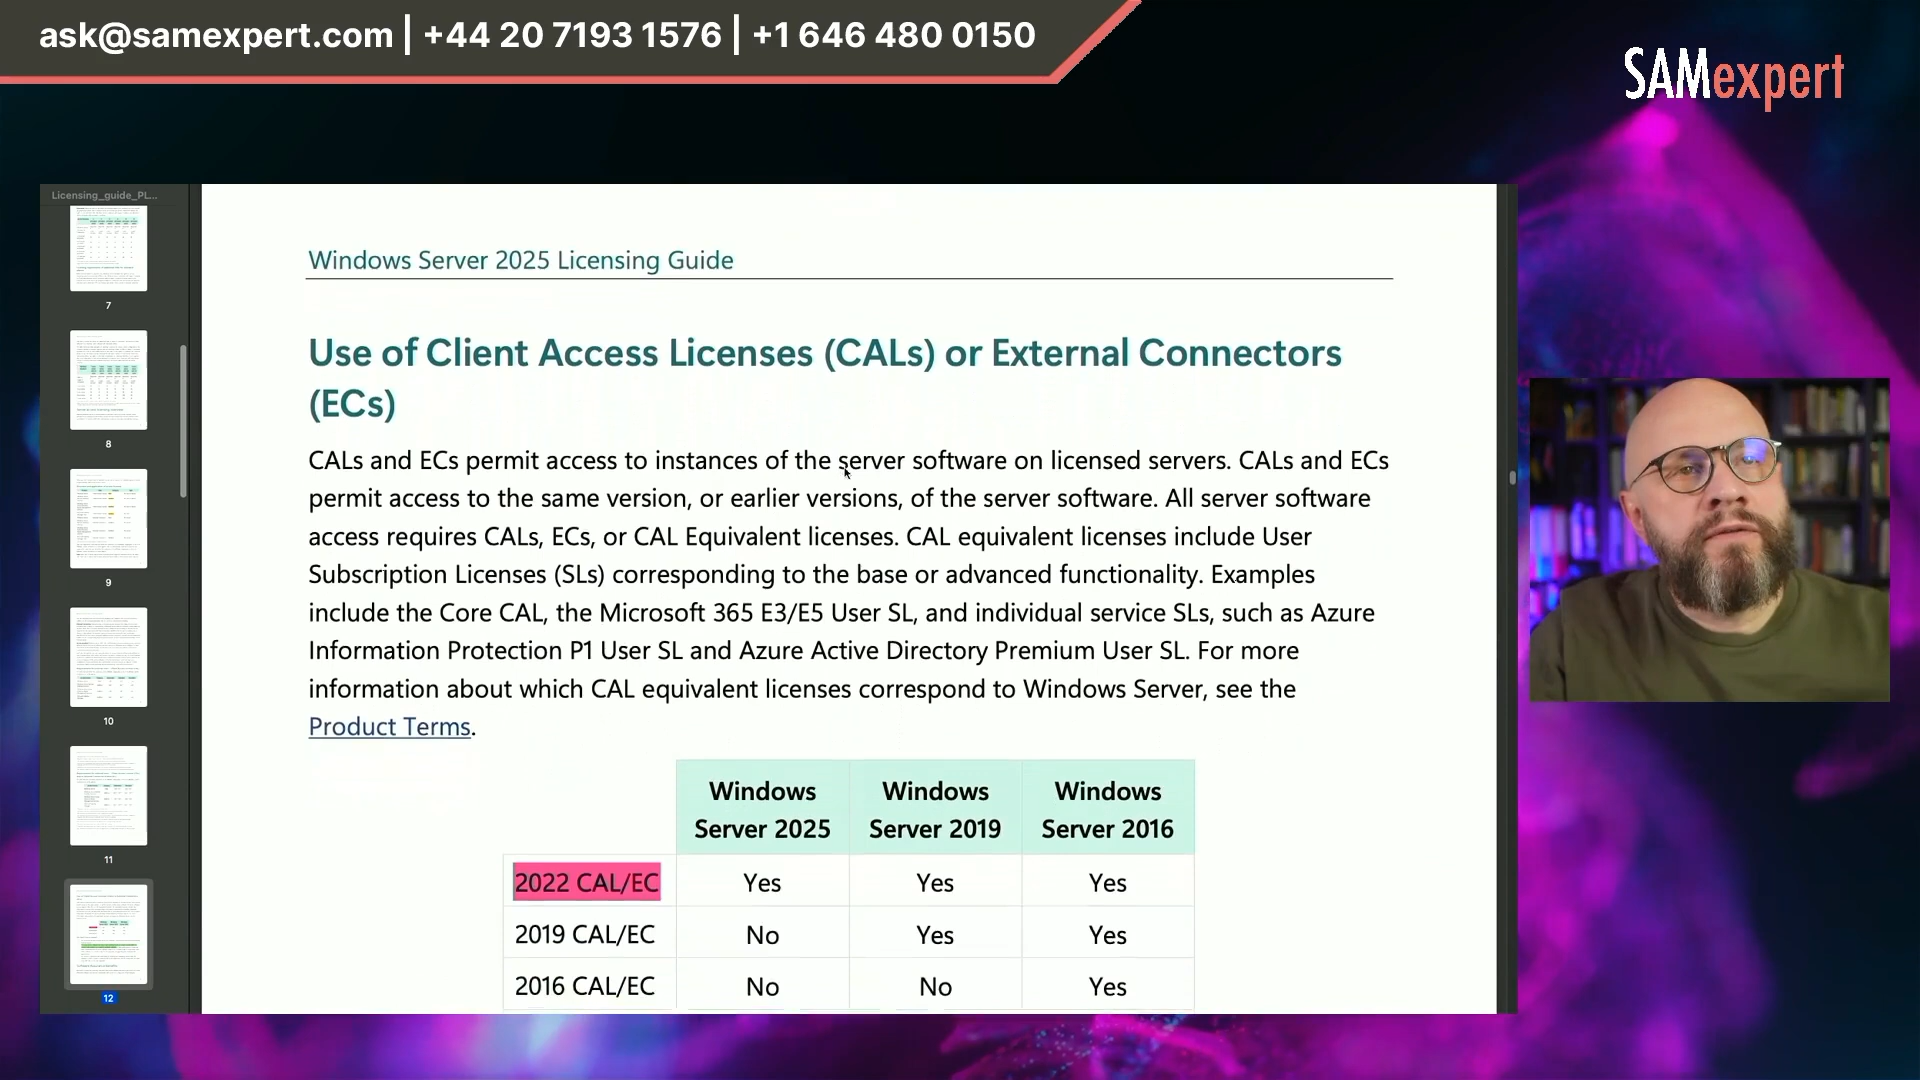 ask@samexpert.com | +44 20 7193 1576 | +1 646 480 0150
SAMexpert
Licensing_guide_PL...
7
8
9
10
11
12
Windows Server 2025 Licensing Guide
Use of Client Access Licenses (CALs) or External Connectors
(ECs)
CALs and ECs permit access to instances of the server software on licensed servers. CALs and ECs
permit access to the same version, or earlier versions, of the server software. All server software
access requires CALs, ECs, or CAL Equivalent licenses. CAL equivalent licenses include User
Subscription Licenses (SLs) corresponding to the base or advanced functionality. Examples
include the Core CAL, the Microsoft 365 E3/E5 User SL, and individual service SLs, such as Azure
Information Protection P1 User SL and Azure Active Directory Premium User SL. For more
information about which CAL equivalent licenses correspond to Windows Server, see the
Product Terms.
Windows Server 2025 Windows Server 2019 Windows Server 2016
2022 CAL/EC Yes Yes Yes
2019 CAL/EC No Yes Yes
2016 CAL/EC No No Yes